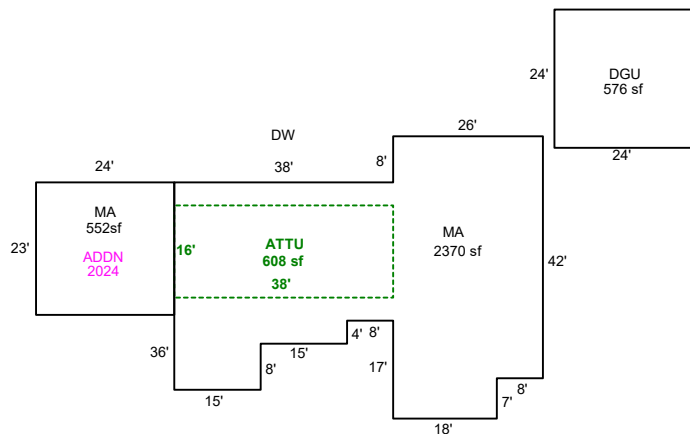 24'
DGU
576 sf
24'
26'
DW
8'
38'
24'
MA
552sf
ADDN
2024
23'
16'
ATTU
608 sf
38'
MA
2370 sf
42'
36'
15'
8'
15'
4'
8'
17'
18'
7'
8'